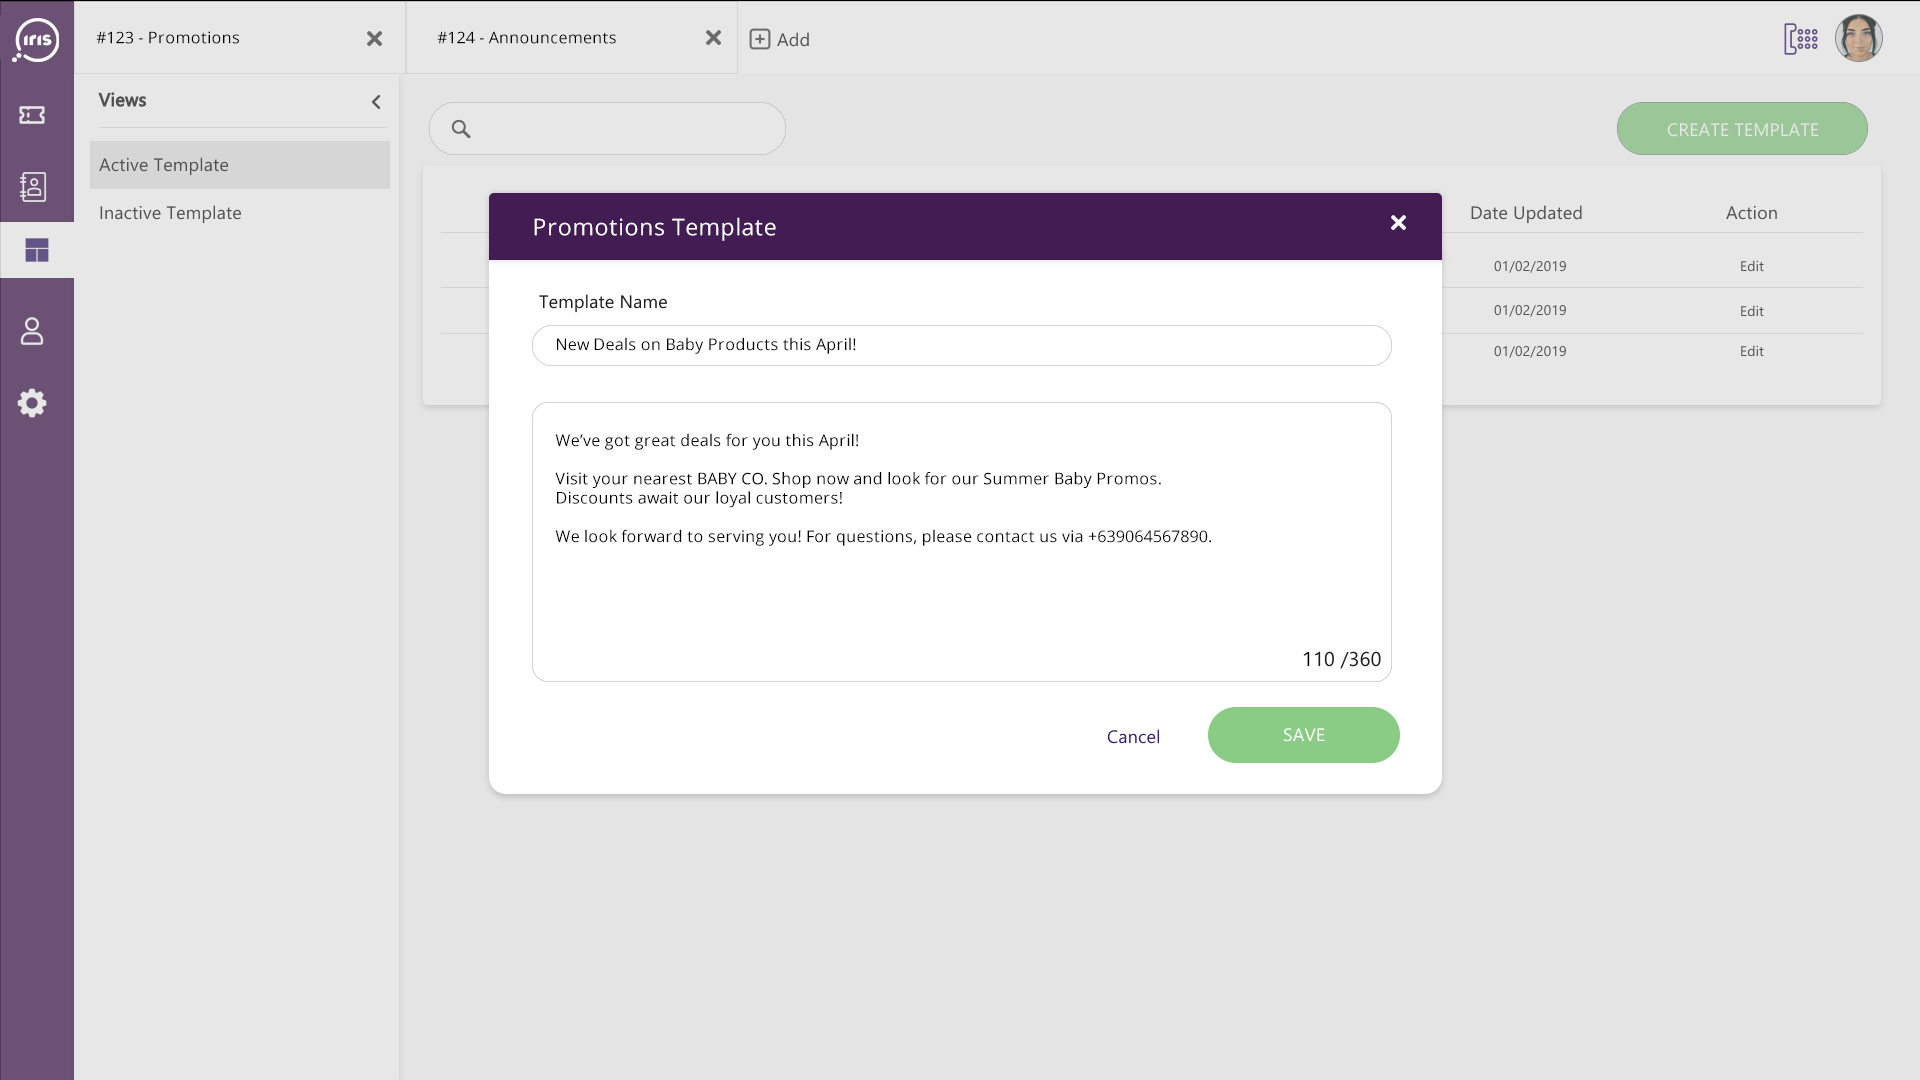 iris
#123 - Promotions
#124 - Announcements
Add
Views
Active Template
Inactive Template
CREATE TEMPLATE
Date Updated
Action
01/02/2019
Edit
01/02/2019
Edit
01/02/2019
Edit
Promotions Template
Template Name
New Deals on Baby Products this April!
We’ve got great deals for you this April!
Visit your nearest BABY CO. Shop now and look for our Summer Baby Promos.
Discounts await our loyal customers!
We look forward to serving you! For questions, please contact us via +639064567890.
110 /360
Cancel
SAVE